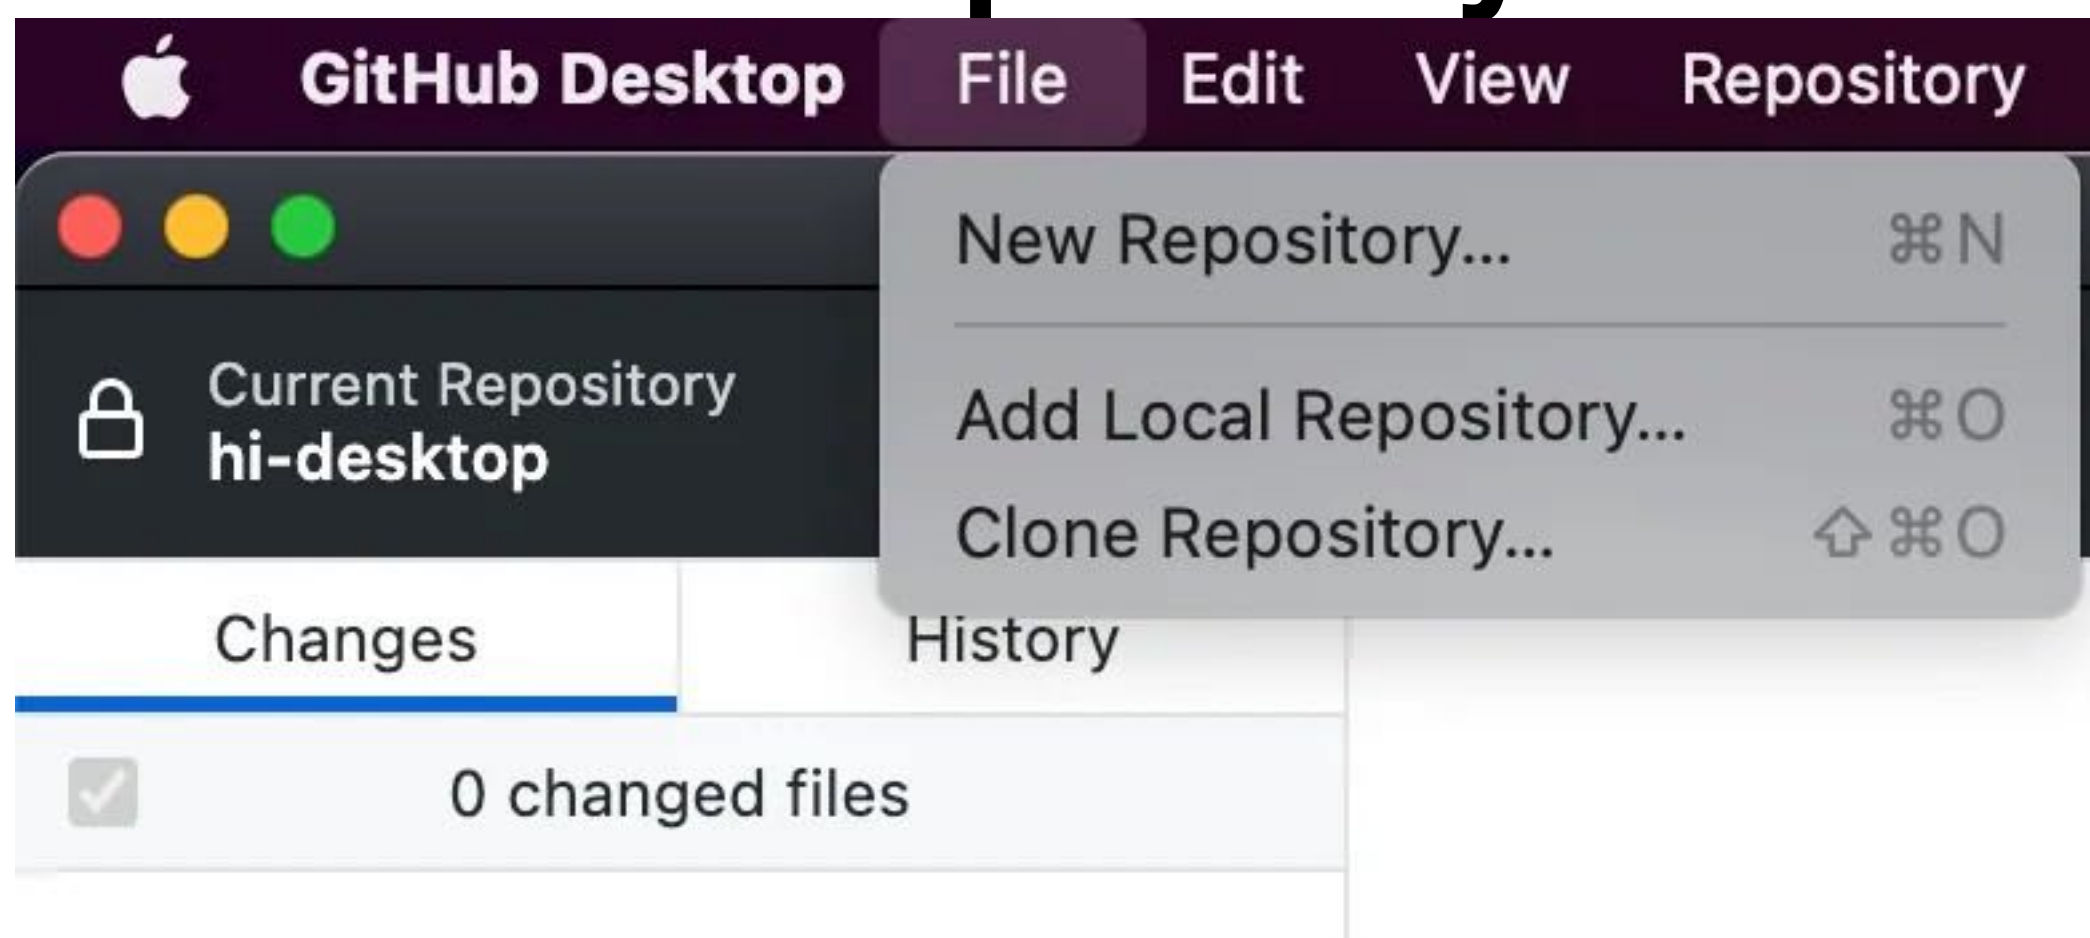 GitHub Desktop File Edit View Repository
New Repository... ⌘N
Current Repository
hi-desktop
Add Local Repository... ⌘O
Clone Repository... ⇧⌘O
Changes History
0 changed files